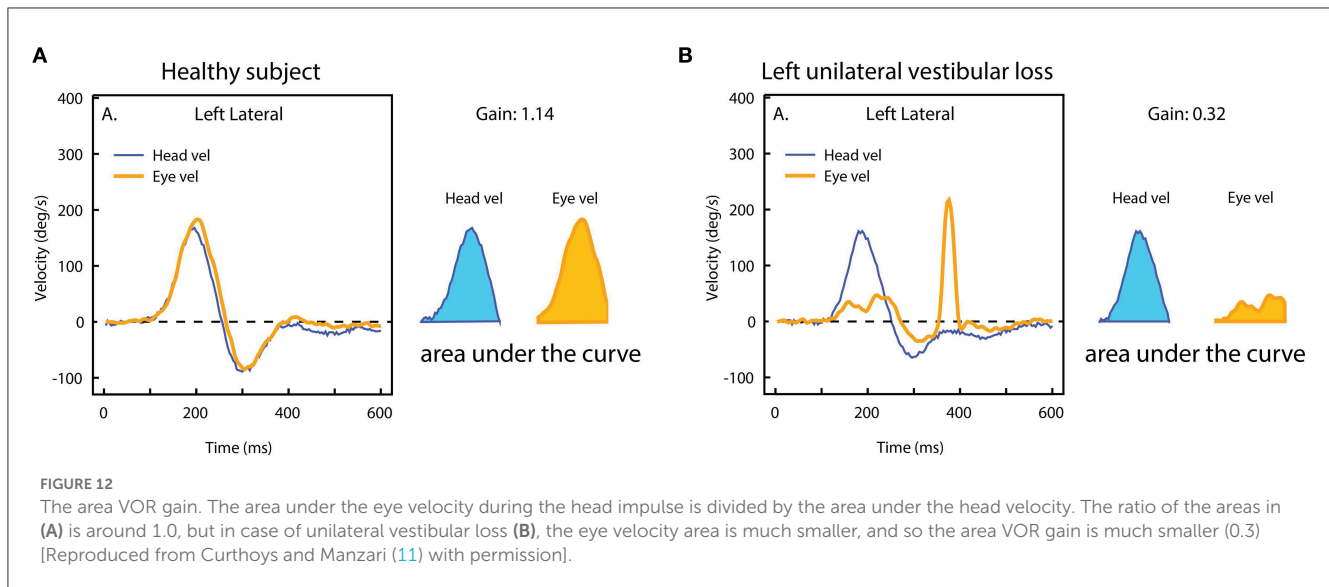 A
Healthy subject
400
300
200
100
0
-100
Velocity (deg/s)
A.
Left Lateral
Head vel
Eye vel
0
200
400
600
Time (ms)
Gain: 1.14
Head vel
Eye vel
area under the curve
B
Left unilateral vestibular loss
400
300
200
100
0
-100
Velocity (deg/s)
A.
Left Lateral
Head vel
Eye vel
0
200
400
600
Time (ms)
Gain: 0.32
Head vel
Eye vel
area under the curve
FIGURE 12
The area VOR gain. The area under the eye velocity during the head impulse is divided by the area under the head velocity. The ratio of the areas in
(A) is around 1.0, but in case of unilateral vestibular loss (B), the eye velocity area is much smaller, and so the area VOR gain is much smaller (0.3)
[Reproduced from Curthoys and Manzari (11) with permission].